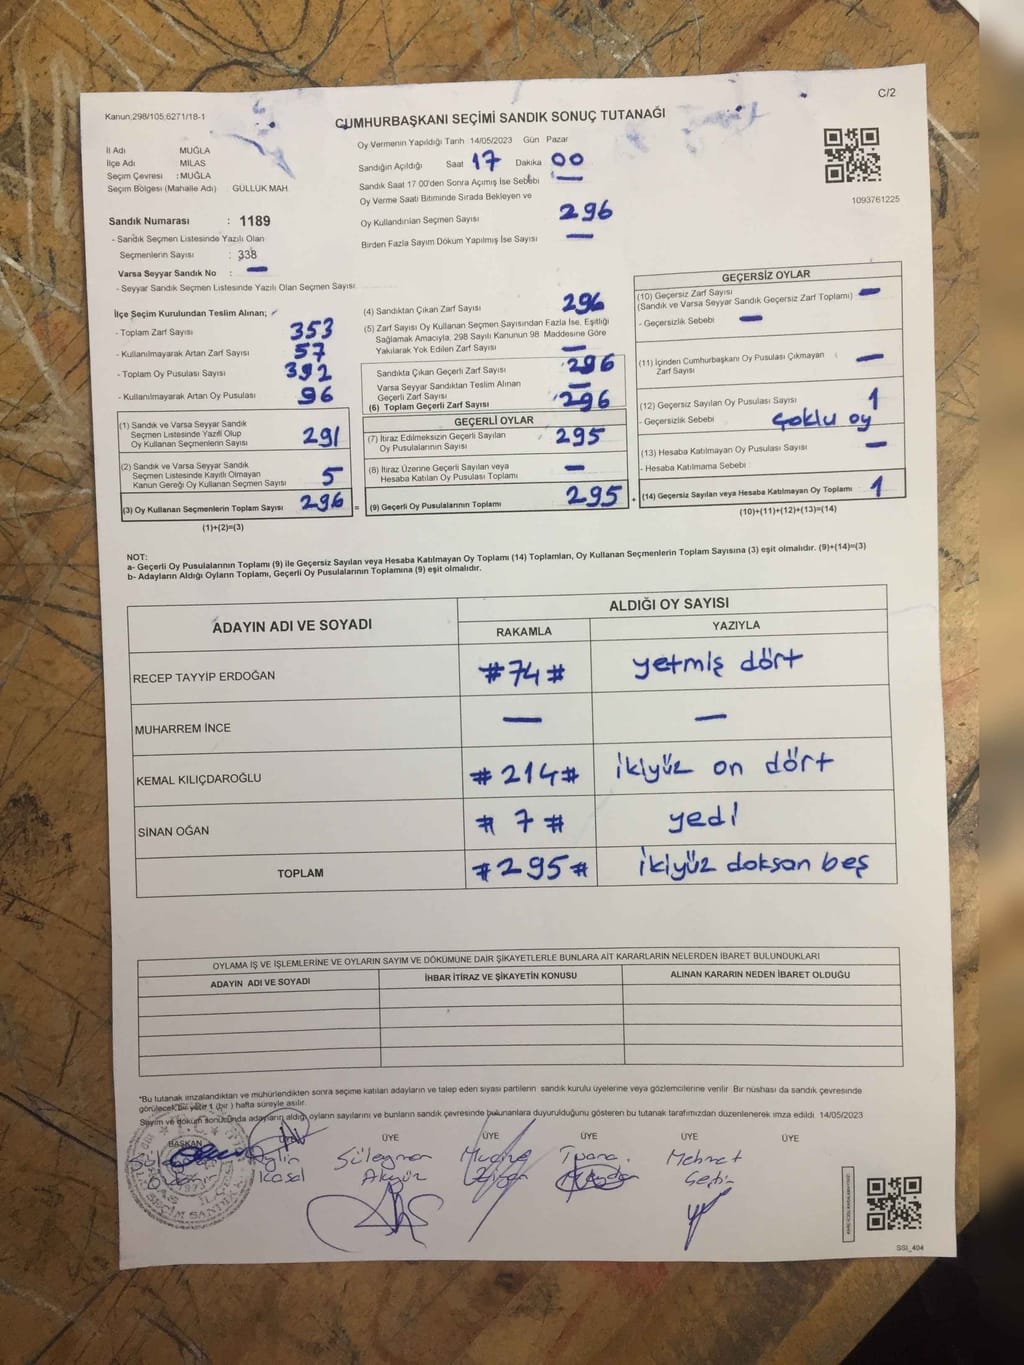 Kanun,298/105,6271/18-1
C/2
CUMHURBAŞKANI SEÇİMİ SANDIK SONUÇ TUTANAĞI
İl Adı MUĞLA
İlçe Adı MİLAS
Seçim Çevresi : MUĞLA
Seçim Bölgesi (Mahalle Adı) : GÜLLÜK MAH.
Oy Vermenin Yapıldığı Tarih 14/05/2023 Gün Pazar
Sandığın Açıldığı Saat 17 Dakika 00
Sandık Saat 17:00'den Sonra Açımış İse Sebebi —
Oy Verme Saati Bitiminde Sırada Bekleyen ve
Oy Kullandırılan Seçmen Sayısı 296
Birden Fazla Sayım Döküm Yapılmış İse Sayısı —
1093761225
Sandık Numarası : 1189
- Sandık Seçmen Listesinde Yazılı Olan
Seçmenlerin Sayısı : 338
Varsa Seyyar Sandık No : —
- Seyyar Sandık Seçmen Listesinde Yazılı Olan Seçmen Sayısı:
İlçe Seçim Kurulundan Teslim Alınan;
- Toplam Zarf Sayısı 353
- Kullanılmayarak Artan Zarf Sayısı 57
- Toplam Oy Pusulası Sayısı 392
- Kullanılmayarak Artan Oy Pusulası 96
(1) Sandık ve Varsa Seyyar Sandık
Seçmen Listesinde Yazılı Olup
Oy Kullanan Seçmenlerin Sayısı 291
(2) Sandık ve Varsa Seyyar Sandık
Seçmen Listesinde Kayıtlı Olmayan
Kanun Gereği Oy Kullanan Seçmen Sayısı 5
(3) Oy Kullanan Seçmenlerin Toplam Sayısı 296
(1)+(2)=(3)
(4) Sandıktan Çıkan Zarf Sayısı 296
(5) Zarf Sayısı Oy Kullanan Seçmen Sayısından Fazla İse, Eşitliği
Sağlamak Amacıyla, 298 Sayılı Kanunun 98. Maddesine Göre
Yakılarak Yok Edilen Zarf Sayısı —
Sandıkta Çıkan Geçerli Zarf Sayısı 296
Varsa Seyyar Sandıktan Teslim Alınan
Geçerli Zarf Sayısı —
(6) Toplam Geçerli Zarf Sayısı 296
GEÇERLİ OYLAR
(7) İtiraz Edilmeksizin Geçerli Sayılan
Oy Pusulalarının Sayısı 295
(8) İtiraz Üzerine Geçerli Sayılan veya
Hesaba Katılan Oy Pusulası Toplamı —
= (9) Geçerli Oy Pusulalarının Toplamı 295 +
GEÇERSİZ OYLAR
(10) Geçersiz Zarf Sayısı —
(Sandık ve Varsa Seyyar Sandık Geçersiz Zarf Toplamı)
- Geçersizlik Sebebi —
(11) İçinden Cumhurbaşkanı Oy Pusulası Çıkmayan —
Zarf Sayısı
(12) Geçersiz Sayılan Oy Pusulası Sayısı 1
- Geçersizlik Sebebi Çoklu oy
(13) Hesaba Katılmayan Oy Pusulası Sayısı —
- Hesaba Katılmama Sebebi
(14) Geçersiz Sayılan veya Hesaba Katılmayan Oy Toplamı 1
(10)+(11)+(12)+(13)=(14)
NOT:
a- Geçerli Oy Pusulalarının Toplamı (9) ile Geçersiz Sayılan veya Hesaba Katılmayan Oy Toplamı (14) Toplamları, Oy Kullanan Seçmenlerin Toplam Sayısına (3) eşit olmalıdır. (9)+(14)=(3)
b- Adayların Aldığı Oyların Toplamı, Geçerli Oy Pusulalarının Toplamına (9) eşit olmalıdır.
ADAYIN ADI VE SOYADI ALDIĞI OY SAYISI
RAKAMLA YAZIYLA
RECEP TAYYİP ERDOĞAN #74# yetmiş dört
MUHARREM İNCE — —
KEMAL KILIÇDAROĞLU #214# ikiyüz on dört
SİNAN OĞAN # 7 # yedi
TOPLAM #295# ikiyüz doksan beş
OYLAMA İŞ VE İŞLEMLERİNE VE OYLARIN SAYIM VE DÖKÜMÜNE DAİR ŞİKAYETLERLE BUNLARA AİT KARARLARIN NELERDEN İBARET BULUNDUKLARI
ADAYIN ADI VE SOYADI İHBAR İTİRAZ VE ŞİKAYETİN KONUSU ALINAN KARARIN NEDEN İBARET OLDUĞU
"Bu tutanak imzalandıktan ve mühürlendikten sonra seçime katılan adayların ve talep eden siyasi partilerin sandık kurulu üyelerine veya gözlemcilerine verilir. Bir nüshası da sandık çevresinde
görülecek bir yere 1 (bir) hafta süreyle asılır.
Sayım ve döküm sonucunda adayların aldığı oyların sayılarını ve bunların sandık çevresinde bulunanlara duyurulduğunu gösteren bu tutanak tarafımızdan düzenlenerek imza edildi. 14/05/2023
BAŞKAN ÜYE ÜYE ÜYE ÜYE ÜYE ÜYE
Süleyman Mehmet
Akgür
SSI_404